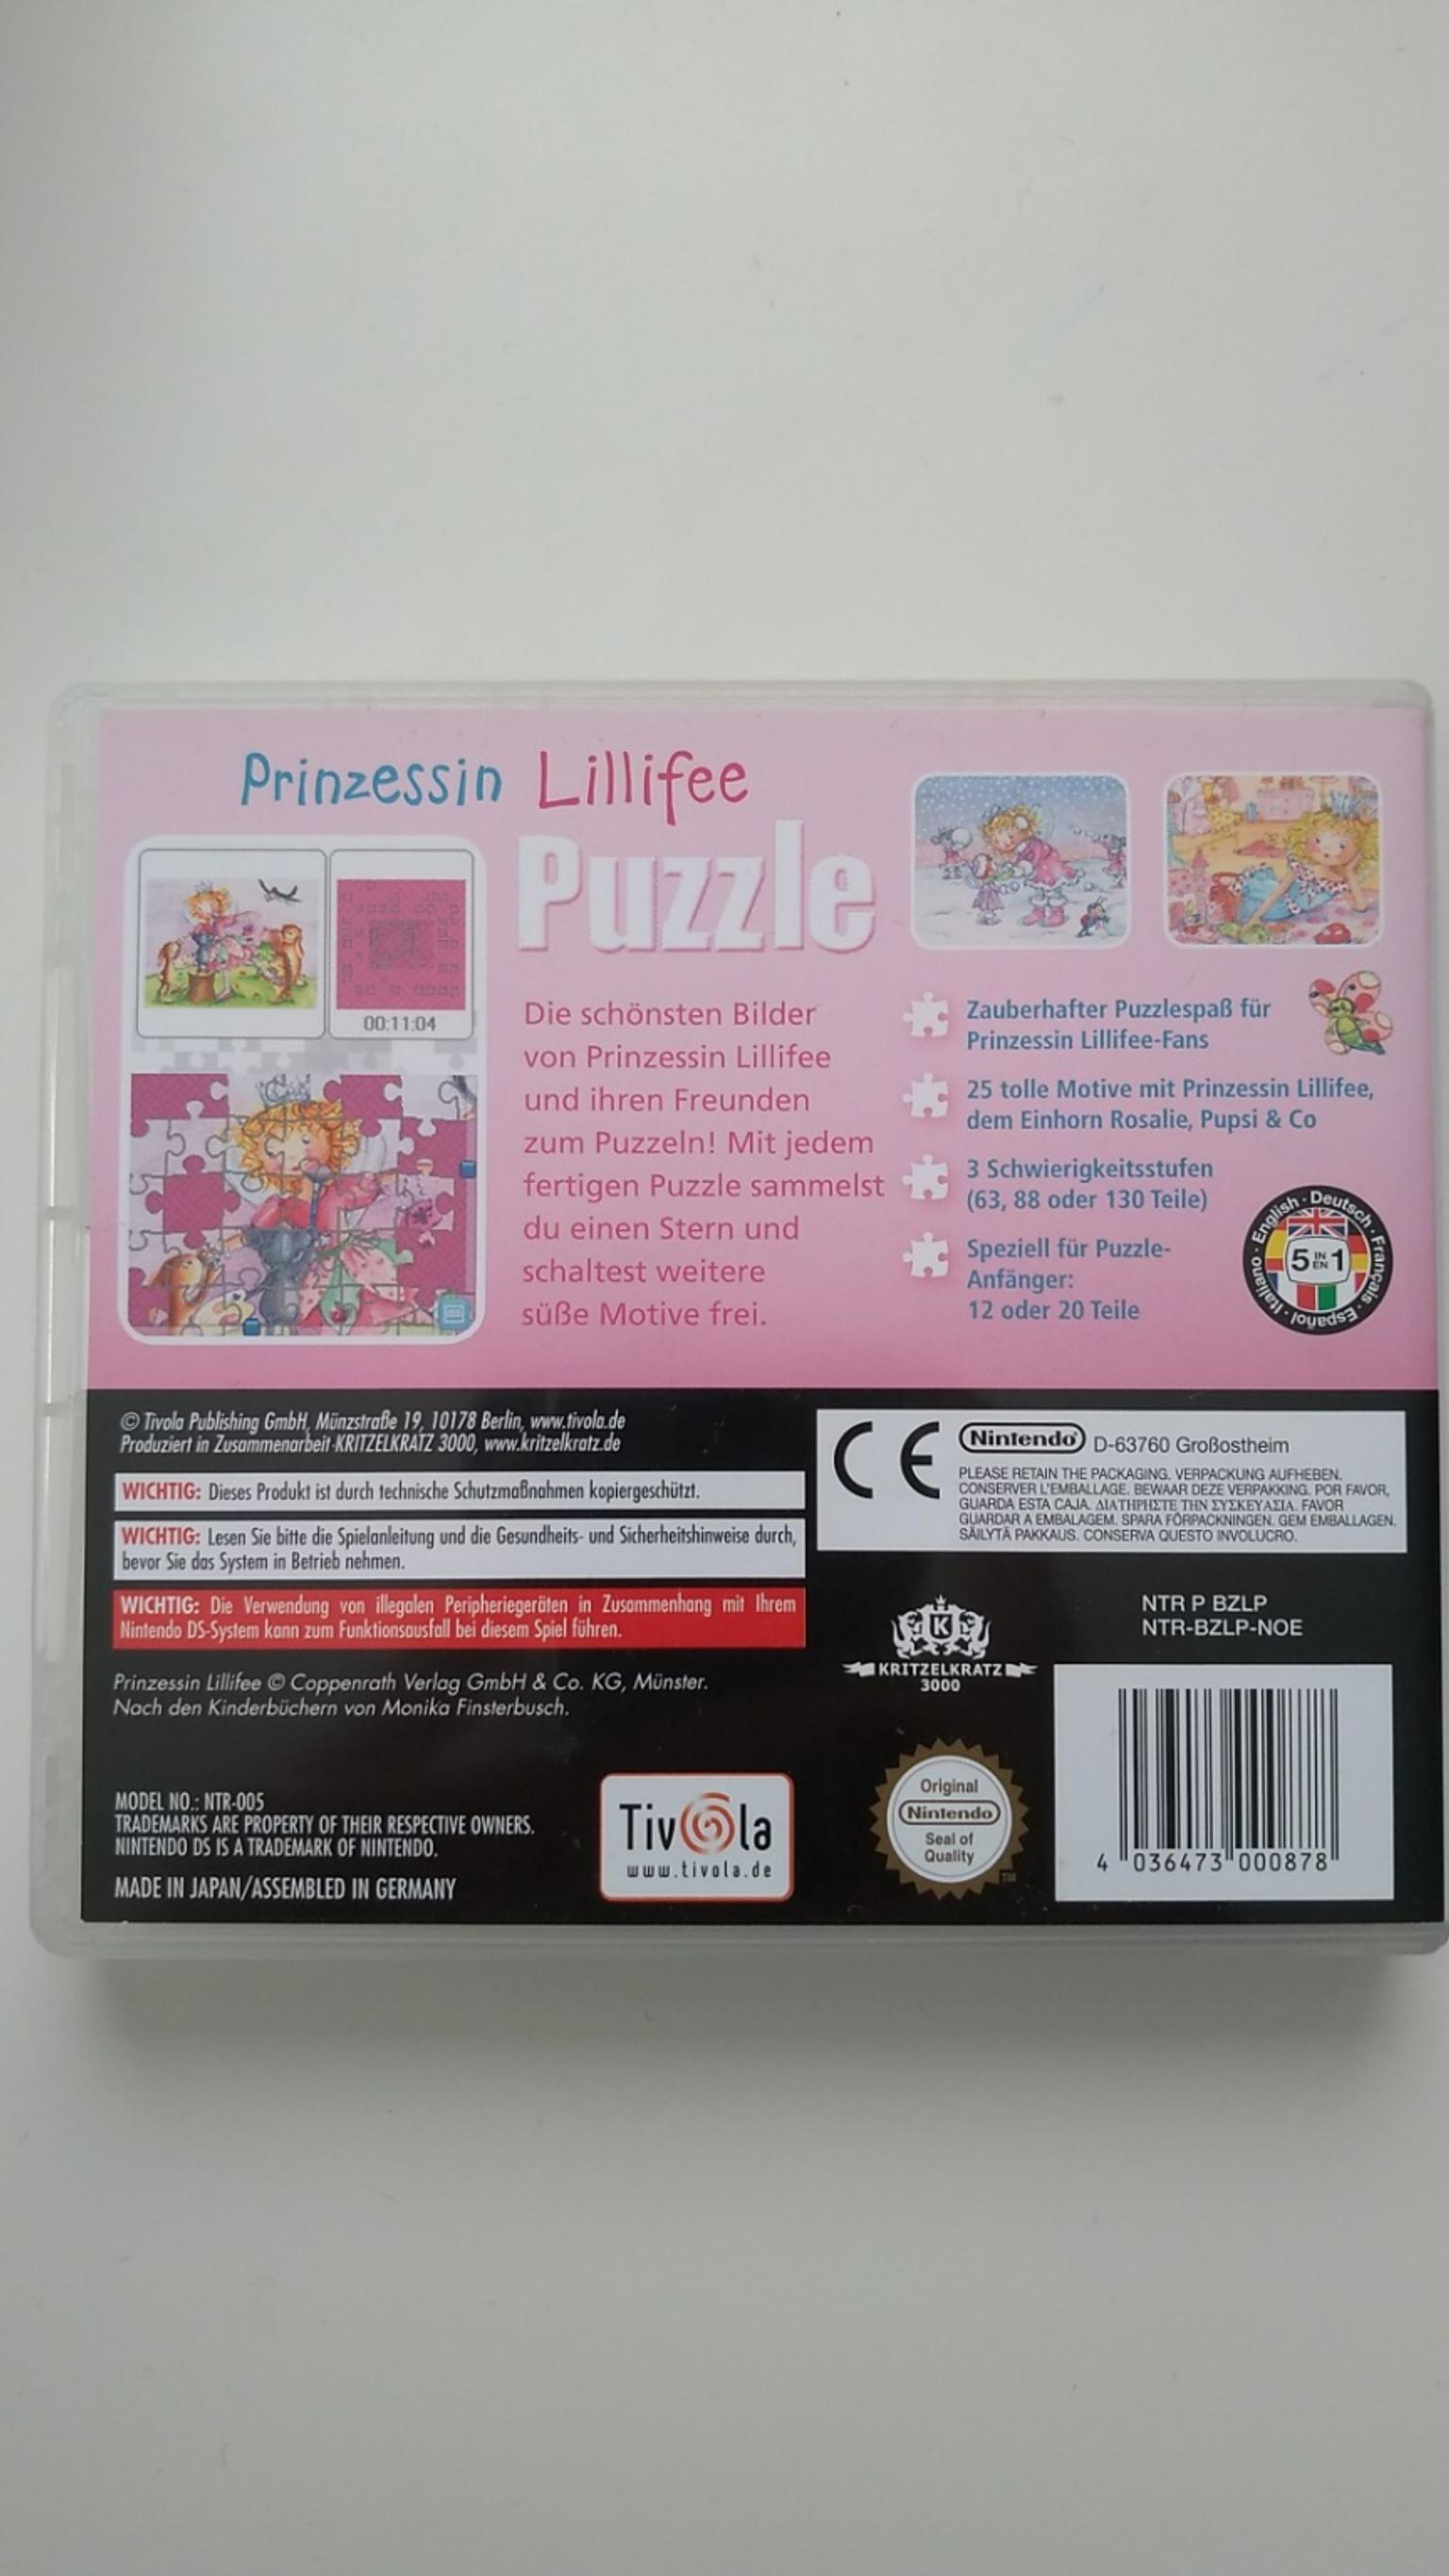 Prinzessin Lillifee
Puzzle
00:11:04
Die schönsten Bilder
von Prinzessin Lillifee
und ihren Freunden
zum Puzzeln! Mit jedem
fertigen Puzzle sammelst
du einen Stern und
schaltest weitere
süße Motive frei.
Zauberhafter Puzzlespaß für
Prinzessin Lillifee-Fans
25 tolle Motive mit Prinzessin Lillifee,
dem Einhorn Rosalie, Pupsi & Co
3 Schwierigkeitsstufen
(63, 88 oder 130 Teile)
Speziell für Puzzle-
Anfänger:
12 oder 20 Teile
English · Deutsch · Français · Español · Italiano ·
5 IN EN 1
© Tivola Publishing GmbH, Münzstraße 19, 10178 Berlin, www.tivola.de
Produziert in Zusammenarbeit KRITZELKRATZ 3000, www.kritzelkratz.de
WICHTIG: Dieses Produkt ist durch technische Schutzmaßnahmen kopiergeschützt.
WICHTIG: Lesen Sie bitte die Spielanleitung und die Gesundheits- und Sicherheitshinweise durch,
bevor Sie das System in Betrieb nehmen.
WICHTIG: Die Verwendung von illegalen Peripheriegeräten in Zusammenhang mit Ihrem
Nintendo DS-System kann zum Funktionsausfall bei diesem Spiel führen.
Prinzessin Lillifee © Coppenrath Verlag GmbH & Co. KG, Münster.
Nach den Kinderbüchern von Monika Finsterbusch.
MODEL NO.: NTR-005
TRADEMARKS ARE PROPERTY OF THEIR RESPECTIVE OWNERS.
NINTENDO DS IS A TRADEMARK OF NINTENDO.
MADE IN JAPAN/ASSEMBLED IN GERMANY
Tivola
www.tivola.de
CE
Nintendo D-63760 Großostheim
PLEASE RETAIN THE PACKAGING. VERPACKUNG AUFHEBEN.
CONSERVER L'EMBALLAGE. BEWAAR DEZE VERPAKKING. POR FAVOR,
GUARDA ESTA CAJA. ΔΙΑΤΗΡΗΣΤΕ ΤΗΝ ΣΥΣΚΕΥΑΣΙΑ. FAVOR
GUARDAR A EMBALAGEM. SPARA FÖRPACKNINGEN. GEM EMBALLAGEN.
SÄILYTÄ PAKKAUS. CONSERVA QUESTO INVOLUCRO.
K
KRITZELKRATZ
3000
NTR P BZLP
NTR-BZLP-NOE
Original
Nintendo
Seal of
Quality
TM
4 036473 000878